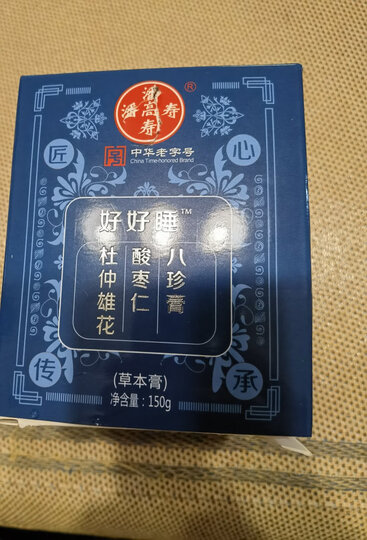 潘高寿
潘高寿
®
中华老字号
China Time-honored Brand
匠
心
好好睡™
八珍膏
酸枣仁
杜仲雄花
传
承
(草本膏)
净含量：150g